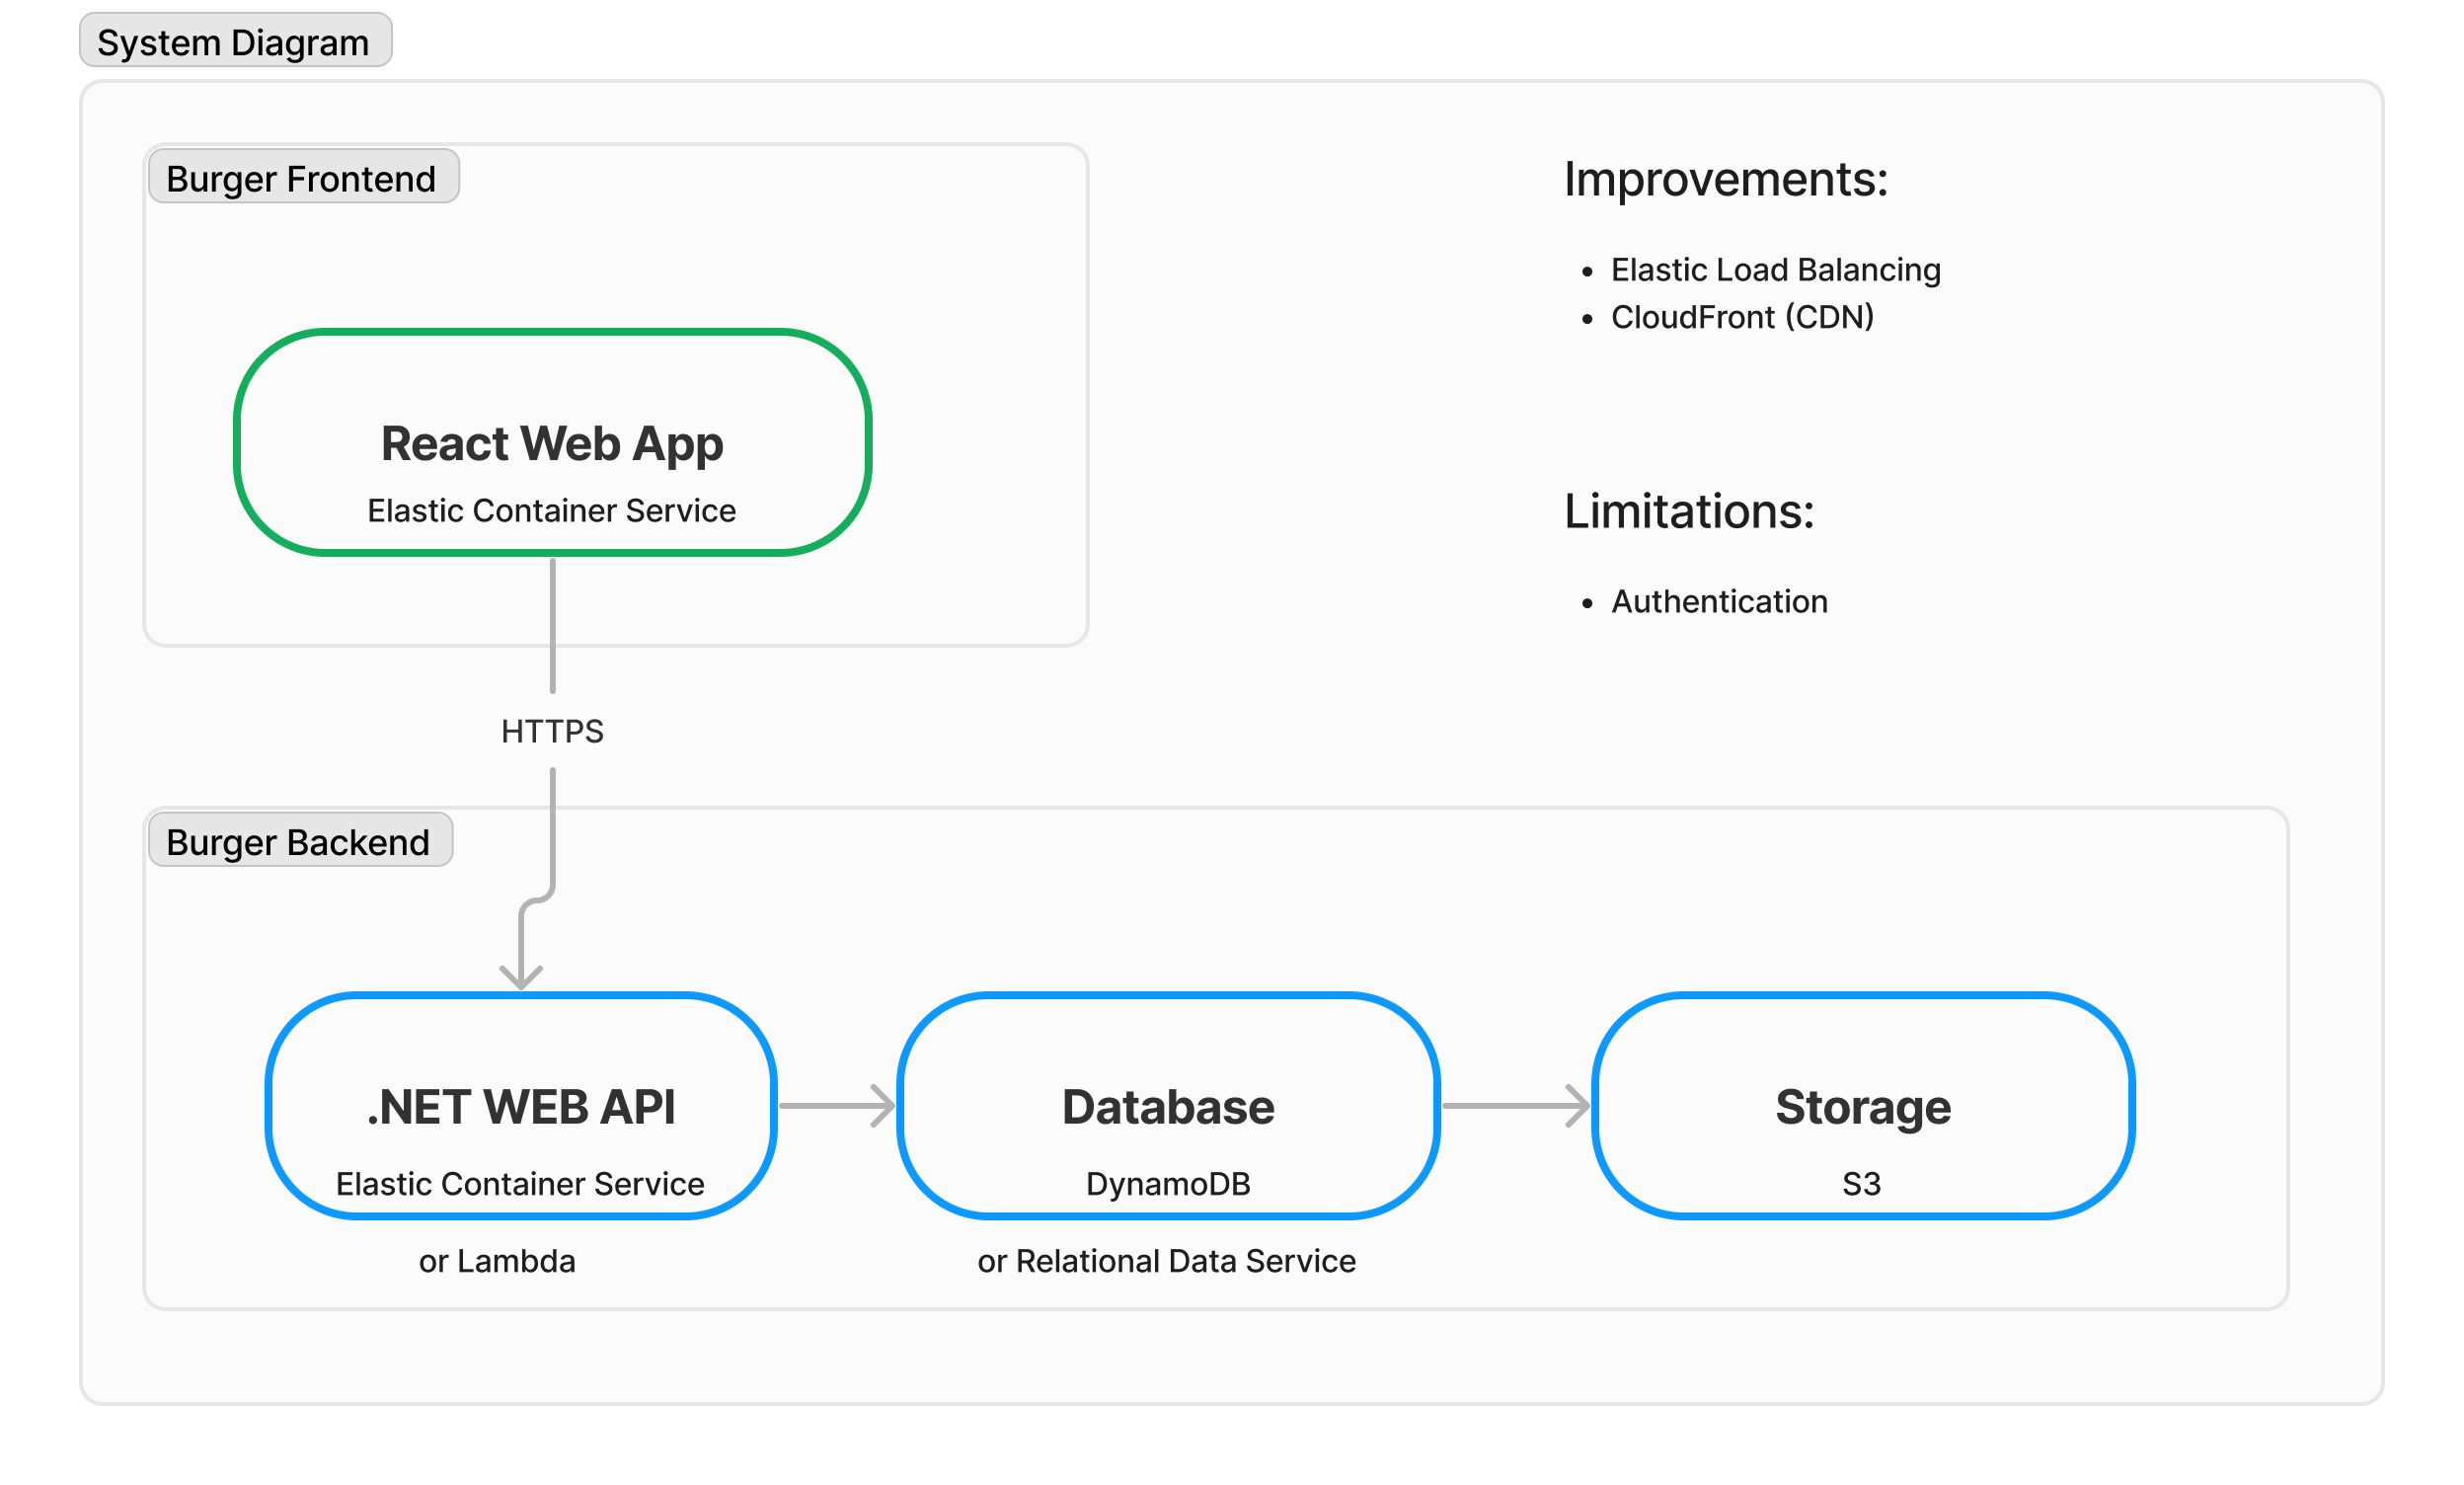 System Diagram
Burger Frontend
React Web App
Elastic Container Service
Improvements:
Elastic Load Balancing
CloudFront (CDN)
Limitations:
Authentication
HTTPS
Burger Backend
.NET WEB API
Elastic Container Service
or Lambda
Database
DynamoDB
or Relational Data Service
Storage
S3